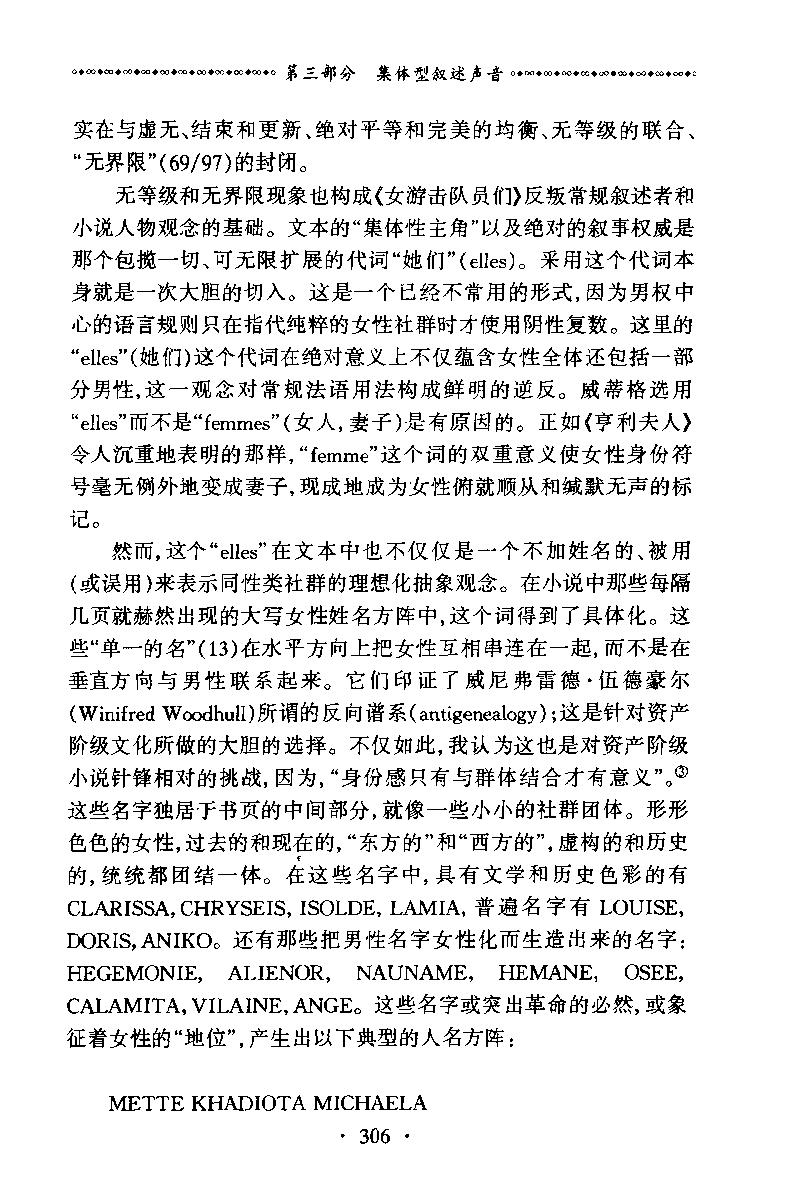 第三部分 集体型叙述声音
实在与虚无、结束和更新、绝对平等和完美的均衡、无等级的联合、
“无界限”(69/97)的封闭。
无等级和无界限现象也构成《女游击队员们》反叛常规叙述者和
小说人物观念的基础。文本的“集体性主角”以及绝对的叙事权威是
那个包揽一切、可无限扩展的代词“她们”(elles)。采用这个代词本
身就是一次大胆的切入。这是一个已经不常用的形式,因为男权中
心的语言规则只在指代纯粹的女性社群时才使用阴性复数。这里的
“elles”(她们)这个代词在绝对意义上不仅蕴含女性全体还包括一部
分男性,这一观念对常规法语用法构成鲜明的逆反。威蒂格选用
“elles”而不是“femmes”(女人,妻子)是有原因的。正如《亨利夫人》
令人沉重地表明的那样,“femme”这个词的双重意义使女性身份符
号毫无例外地变成妻子,现成地成为女性俯就顺从和缄默无声的标
记。
然而,这个“elles”在文本中也不仅仅是一个不加姓名的、被用
(或误用)来表示同性类社群的理想化抽象观念。在小说中那些每隔
几页就赫然出现的大写女性姓名方阵中,这个词得到了具体化。这
些“单一的名”(13)在水平方向上把女性互相串连在一起,而不是在
垂直方向与男性联系起来。它们印证了威尼弗雷德·伍德豪尔
(Winifred Woodhull)所谓的反向谱系(antigenealogy);这是针对资产
阶级文化所做的大胆的选择。不仅如此,我认为这也是对资产阶级
小说针锋相对的挑战,因为,“身份感只有与群体结合才有意义”。③
这些名字独居于书页的中间部分,就像一些小小的社群团体。形形
色色的女性,过去的和现在的,“东方的”和“西方的”,虚构的和历史
的,统统都团结一体。在这些名字中,具有文学和历史色彩的有
CLARISSA,CHRYSEIS, ISOLDE, LAMIA, 普遍名字有 LOUISE,
DORIS,ANIKO。还有那些把男性名字女性化而生造出来的名字:
HEGEMONIE, ALIENOR, NAUNAME, HEMANE, OSEE,
CALAMITA,VILAINE,ANGE。这些名字或突出革命的必然,或象
征着女性的“地位”,产生出以下典型的人名方阵:
METTE KHADIOTA MICHAELA
· 306 ·